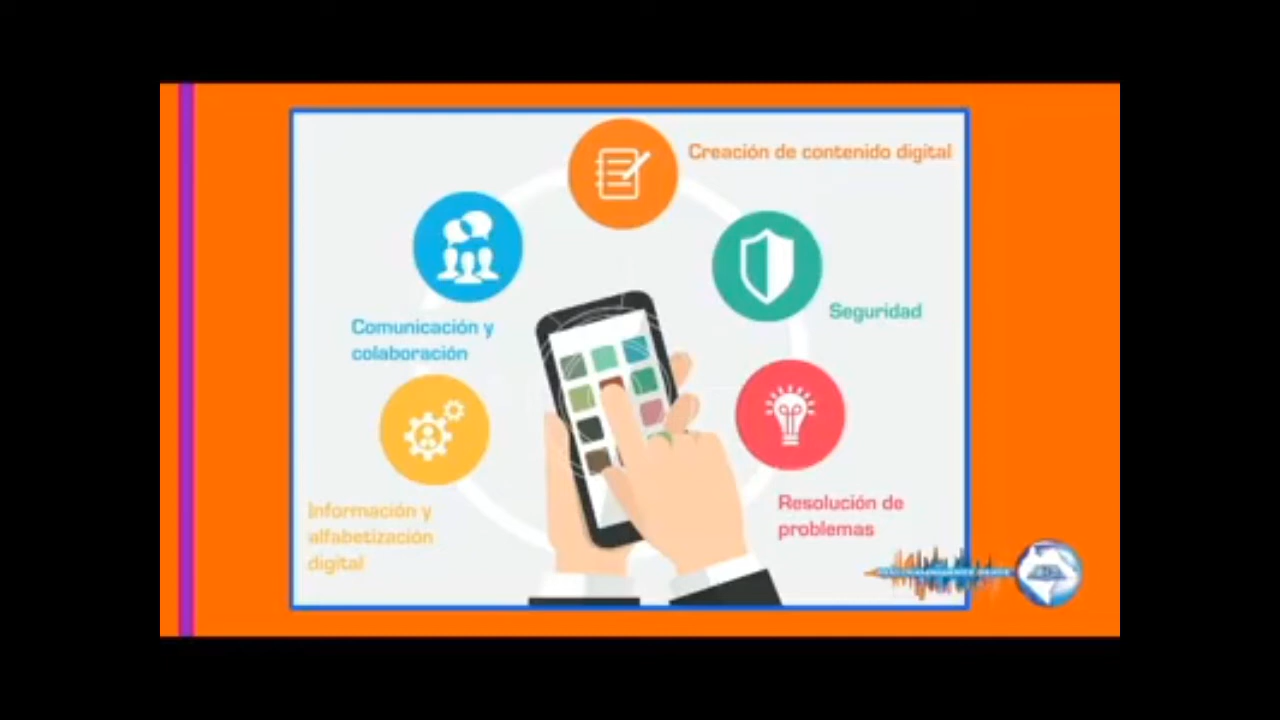 Creación de contenido digital
Seguridad
Comunicación y
colaboración
Resolución de
problemas
Información y
alfabetización
digital